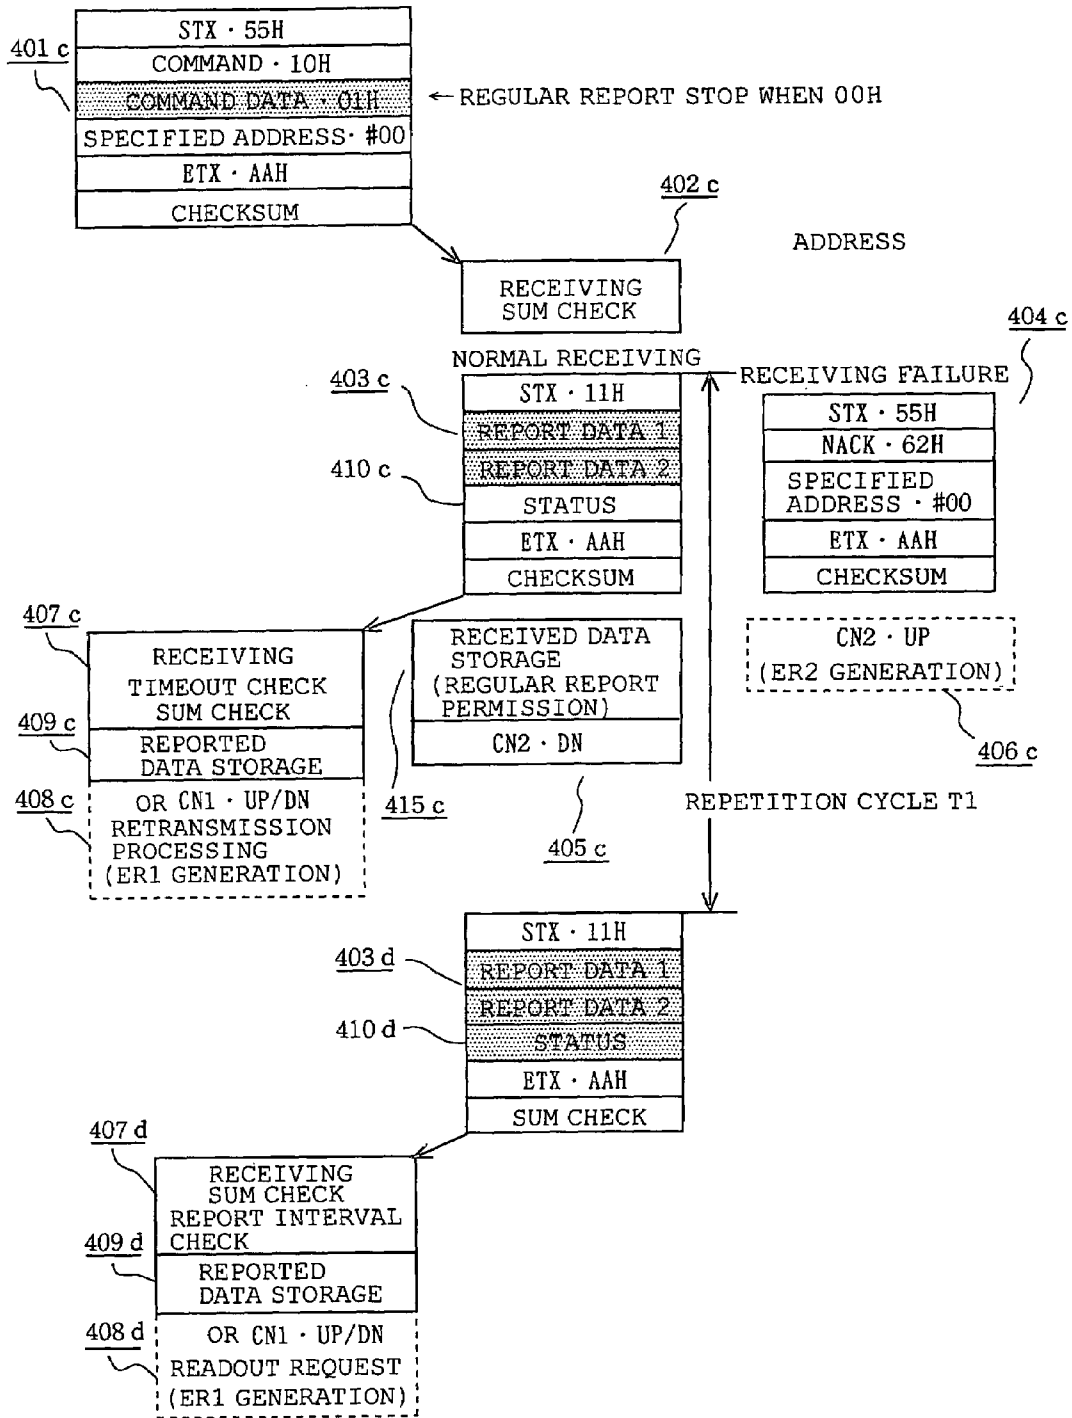 STX · 55H
401 c
COMMAND · 10H
COMMAND DATA · 01H
←REGULAR REPORT STOP WHEN 00H
SPECIFIED ADDRESS · #00
ETX · AAH
CHECKSUM
402 c
ADDRESS
RECEIVING
SUM CHECK
404 c
NORMAL RECEIVING
RECEIVING FAILURE
403 c
STX · 11H
REPORT DATA 1
REPORT DATA 2
410 c
STATUS
ETX · AAH
CHECKSUM
STX · 55H
NACK · 62H
SPECIFIED
ADDRESS · #00
ETX · AAH
CHECKSUM
407 c
RECEIVING
TIMEOUT CHECK
SUM CHECK
409 c
REPORTED
DATA STORAGE
408 c
OR CN1 · UP/DN
RETRANSMISSION
PROCESSING
(ER1 GENERATION)
RECEIVED DATA
STORAGE
(REGULAR REPORT
PERMISSION)
CN2 · DN
415 c
405 c
CN2 · UP
(ER2 GENERATION)
406 c
REPETITION CYCLE T1
STX · 11H
403 d
REPORT DATA 1
REPORT DATA 2
410 d
STATUS
ETX · AAH
SUM CHECK
407 d
RECEIVING
SUM CHECK
REPORT INTERVAL
CHECK
409 d
REPORTED
DATA STORAGE
408 d
OR CN1 · UP/DN
READOUT REQUEST
(ER1 GENERATION)